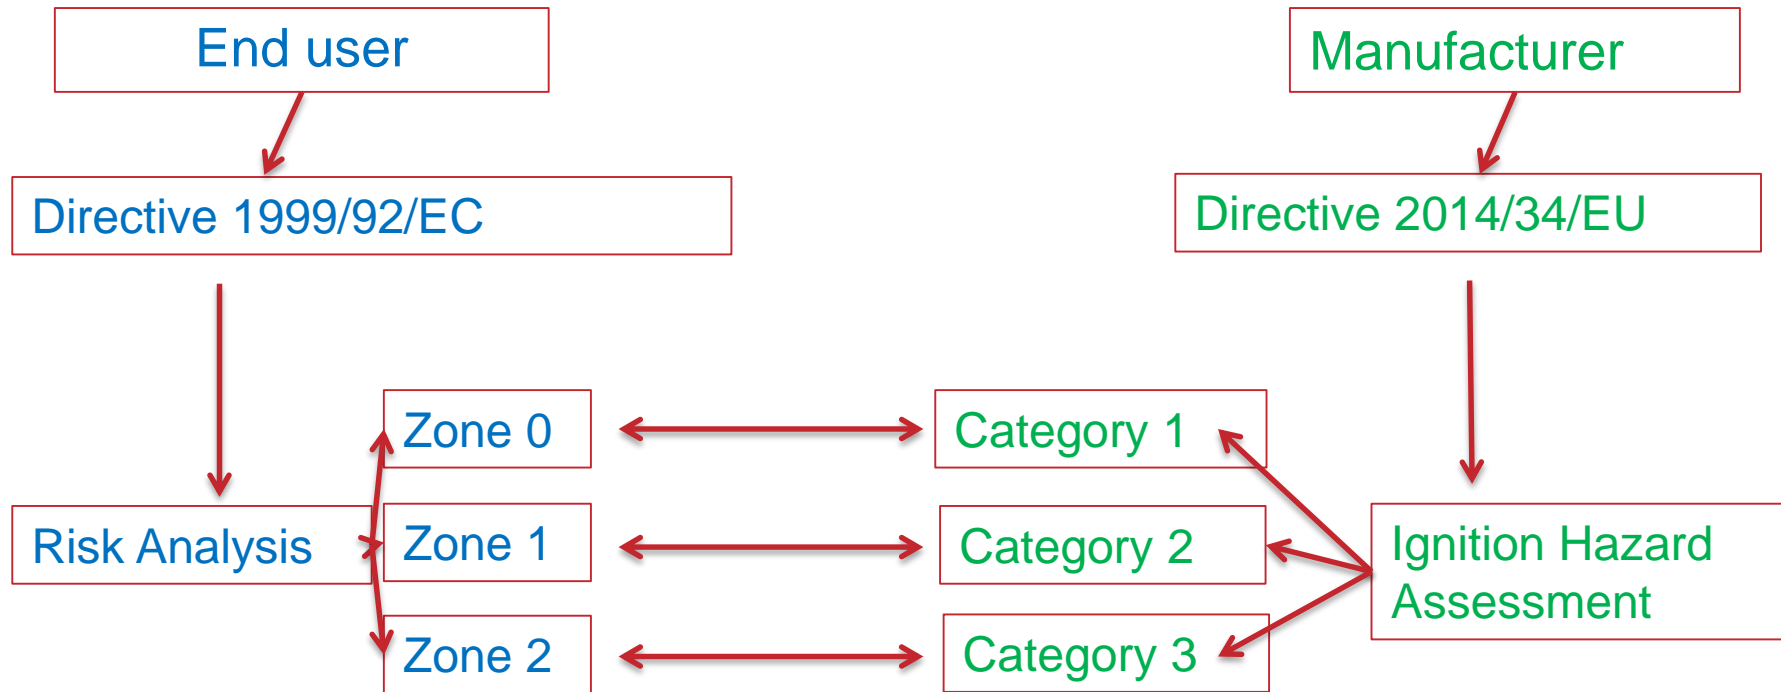 End user
Manufacturer
Directive 1999/92/EC
Directive 2014/34/EU
Zone 0
Category 1
Risk Analysis
Zone 1
Category 2
Ignition Hazard
Assessment
Zone 2
Category 3